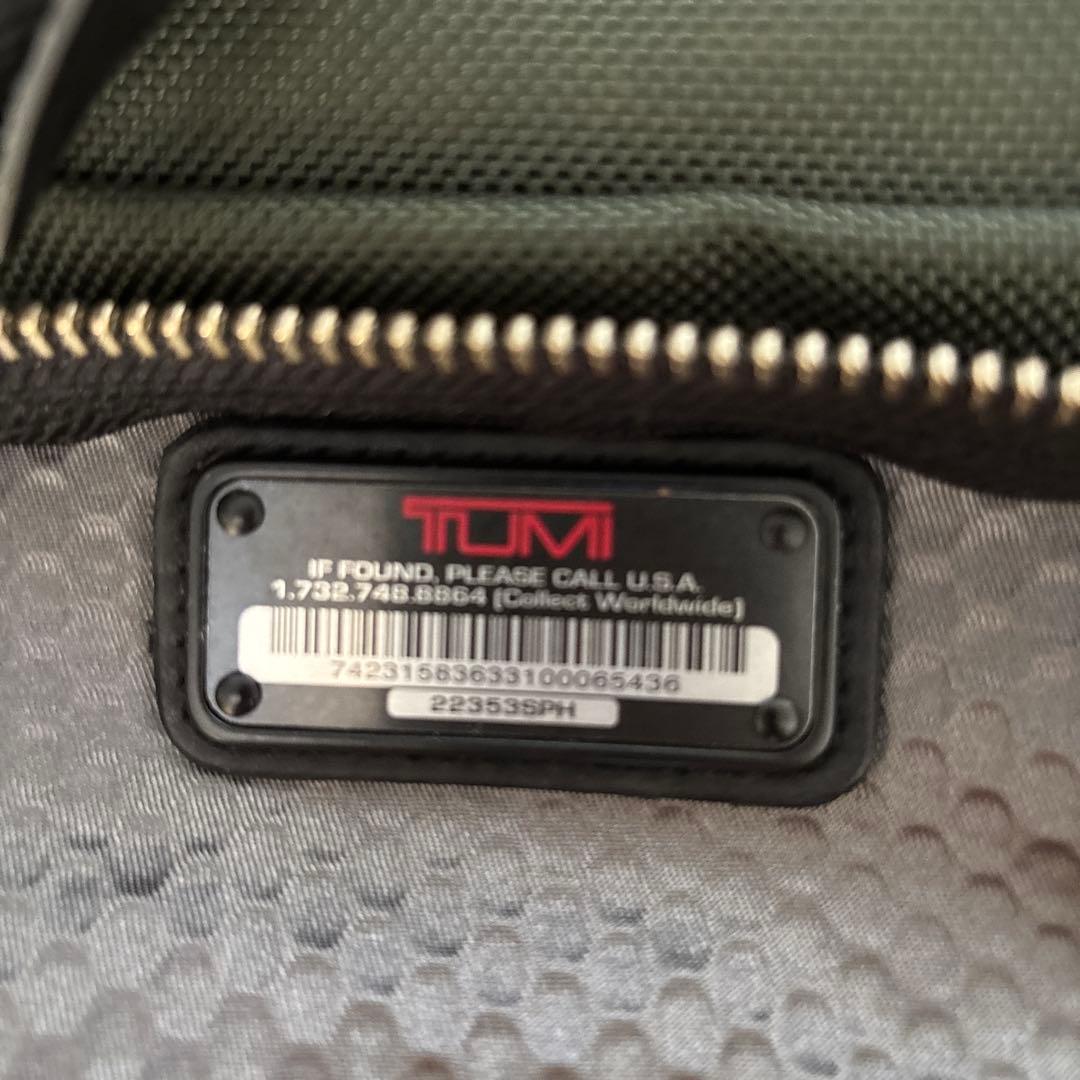 TUMI
IF FOUND, PLEASE CALL U.S.A.
1.732.748.8864 (Collect Worldwide)
74231583633100065436
22353SPH